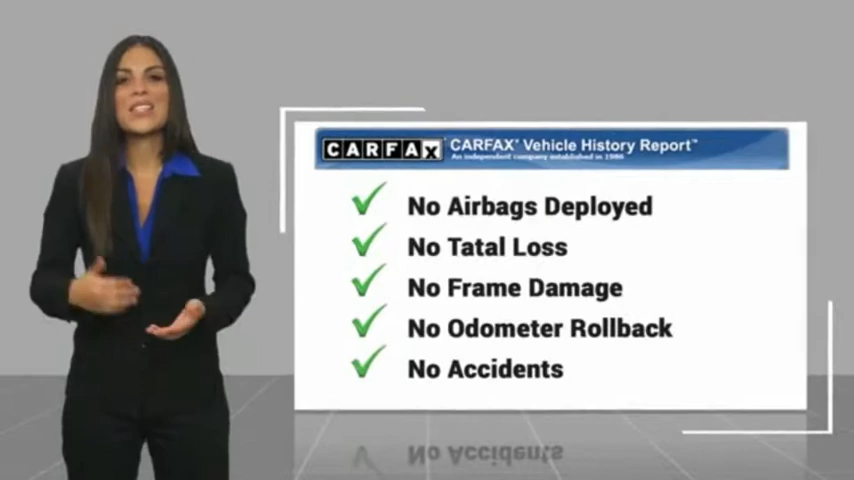 CARFAX CARFAX® Vehicle History Report™
An independent company established in 1986
No Airbags Deployed
No Tatal Loss
No Frame Damage
No Odometer Rollback
No Accidents
No Accidents